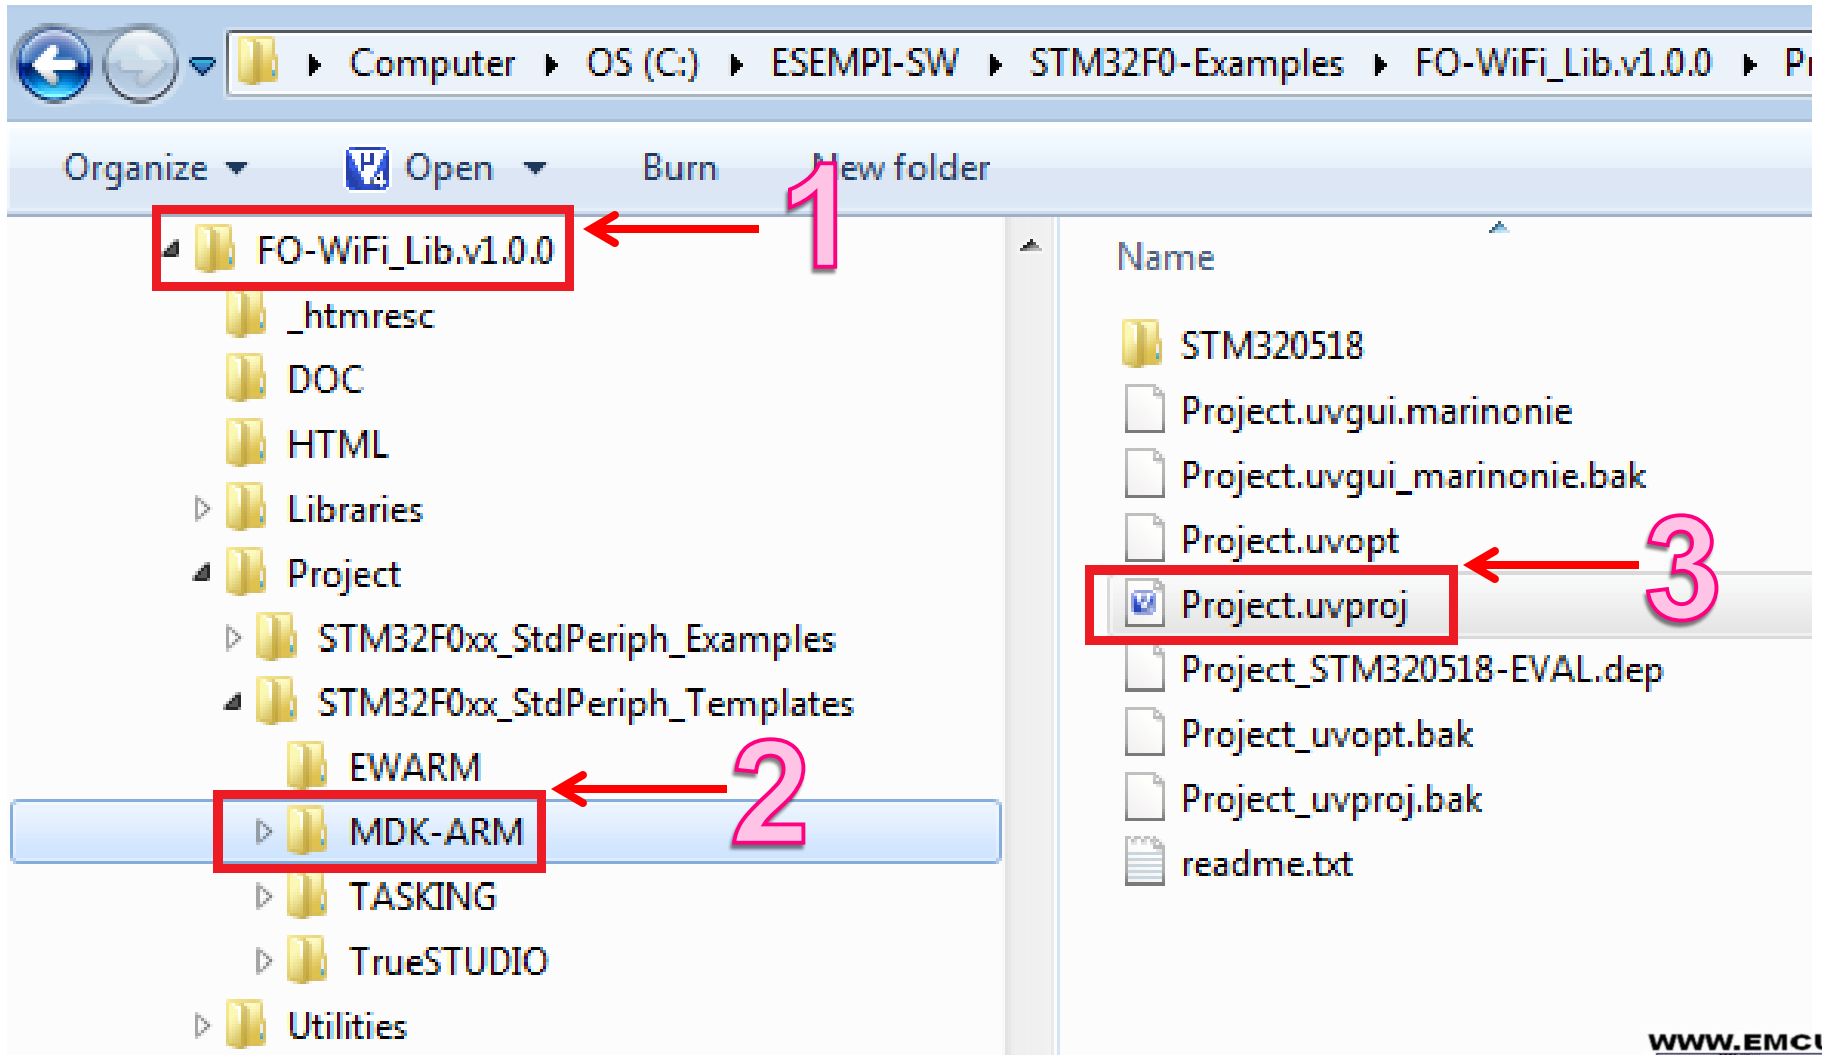 Computer OS (C:) ESEMPI-SW STM32F0-Examples FO-WiFi_Lib.v1.0.0
Organize Open Burn New folder
1
FO-WiFi_Lib.v1.0.0
_htmresc
DOC
HTML
Libraries
Project
STM32F0xx_StdPeriph_Examples
STM32F0xx_StdPeriph_Templates
EWARM
2
MDK-ARM
TASKING
TrueSTUDIO
Utilities
Name
STM320518
Project.uvgui.marinonie
Project.uvgui_marinonie.bak
Project.uvopt
3
Project.uvproj
Project_STM320518-EVAL.dep
Project_uvopt.bak
Project_uvproj.bak
readme.txt